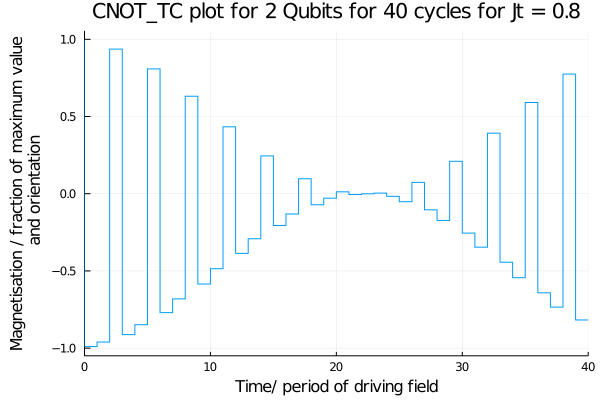 CNOT_TC plot for 2 Qubits for 40 cycles for Jt = 0.8
Magnetisation / fraction of maximum value
and orientation
1.0
0.5
0.0
−0.5
−1.0
0
10
20
30
40
Time/ period of driving field